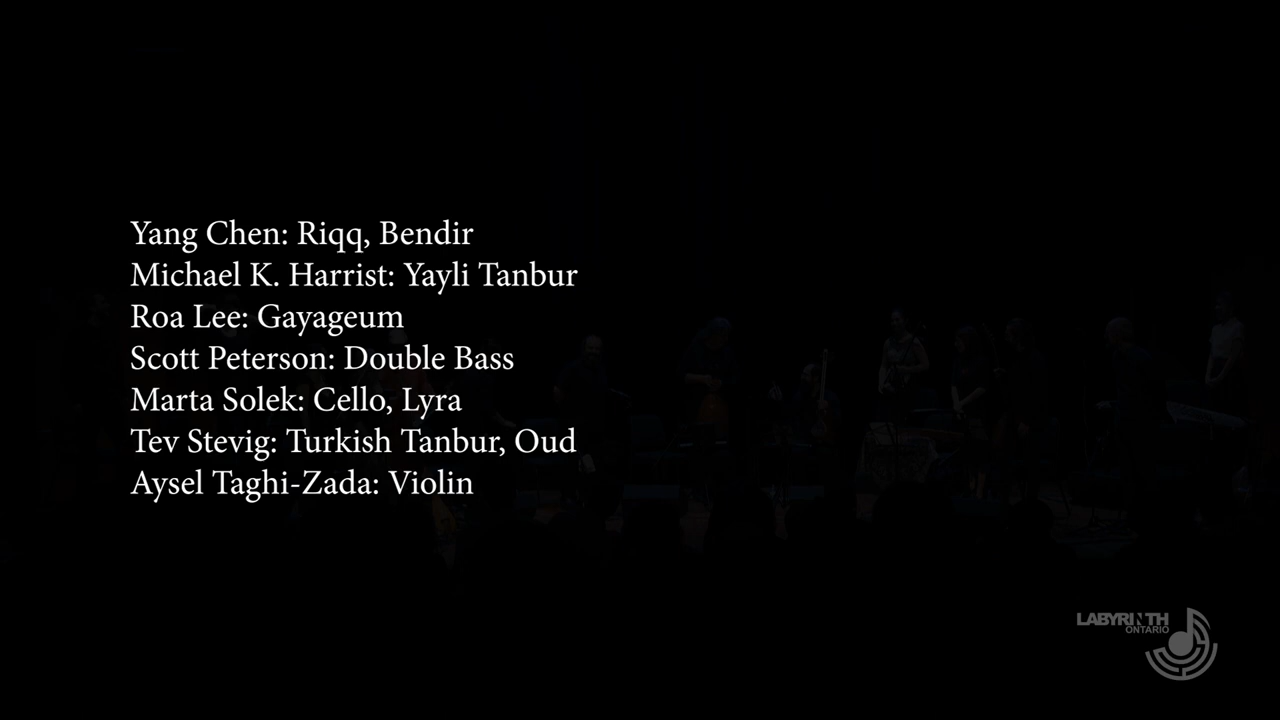 Yang Chen: Riqq, Bendir
Michael K. Harrist: Yayli Tanbur
Roa Lee: Gayageum
Scott Peterson: Double Bass
Marta Solek: Cello, Lyra
Tev Stevig: Turkish Tanbur, Oud
Aysel Taghi-Zada: Violin
LABYRINTH
ONTARIO